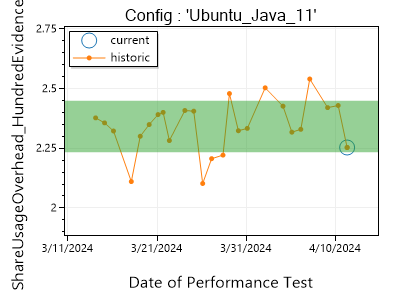 Config : 'Ubuntu_Java_11'
ShareUsageOverhead_HundredEvidence
current
historic
2.75
2.5
2.25
2
3/11/2024
3/21/2024
3/31/2024
4/10/2024
Date of Performance Test